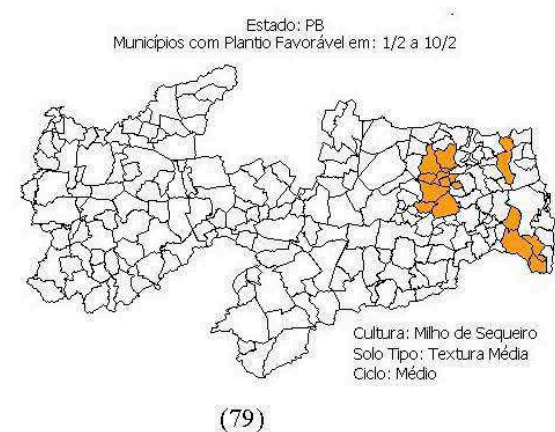 Estado: PB
Municípios com Plantio Favorável em: 1/2 a 10/2
Cultura: Milho de Sequeiro
Solo Tipo: Textura Média
Ciclo: Médio
(79)